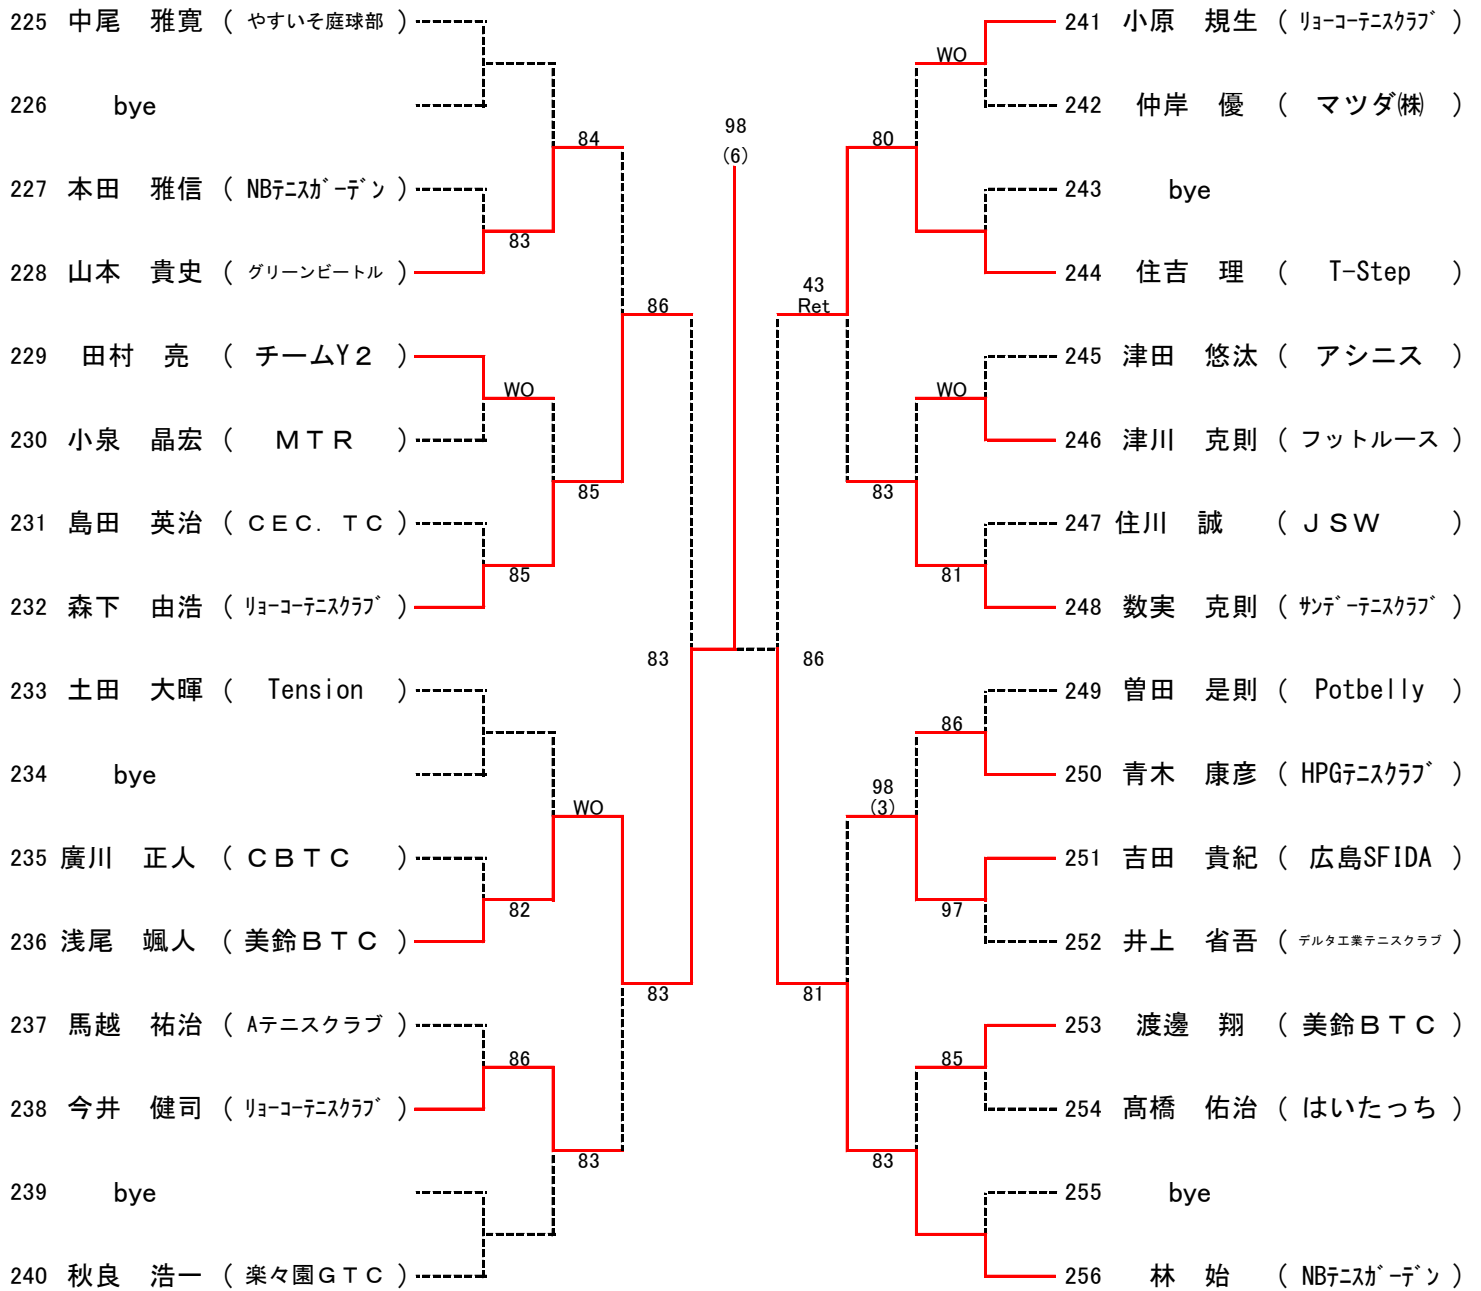 225 中尾　雅寛 ( やすいそ庭球部 )
226 bye
84
227 本田　雅信 ( NBﾃﾆｽｶﾞｰﾃﾞﾝ )
83
228 山本　貴史 ( グリーンビートル )
86
229 田村　亮 ( チームY２ )
WO
230 小泉　晶宏 ( ＭＴＲ )
85
231 島田　英治 ( ＣＥＣ．ＴＣ )
85
232 森下　由浩 ( ﾘｮｰｺｰﾃﾆｽｸﾗﾌﾞ )
83
233 土田　大暉 ( Tension )
234 bye
WO
235 廣川　正人 ( ＣＢＴＣ )
82
236 浅尾　颯人 ( 美鈴ＢＴＣ )
83
237 馬越　祐治 ( Aテニスクラブ )
86
238 今井　健司 ( ﾘｮｰｺｰﾃﾆｽｸﾗﾌﾞ )
83
239 bye
240 秋良　浩一 ( 楽々園ＧＴＣ )
98
(6)
241 小原　規生 ( ﾘｮｰｺｰﾃﾆｽｸﾗﾌﾞ )
WO
242 仲岸　優 ( マツダ㈱ )
80
243 bye
244 住吉　理 ( T-Step )
43
Ret
245 津田　悠汰 ( アシニス )
WO
246 津川　克則 ( フットルース )
83
247 住川　誠 ( ＪＳＷ )
81
248 数実　克則 ( ｻﾝﾃﾞｰﾃﾆｽｸﾗﾌﾞ )
86
249 曽田　是則 ( Potbelly )
86
250 青木　康彦 ( HPGﾃﾆｽｸﾗﾌﾞ )
98
(3)
251 吉田　貴紀 ( 広島SFIDA )
97
252 井上　省吾 ( デルタ工業テニスクラブ )
81
253 渡邊　翔 ( 美鈴ＢＴＣ )
85
254 髙橋　佑治 ( はいたっち )
83
255 bye
256 林　始 ( NBﾃﾆｽｶﾞｰﾃﾞﾝ )